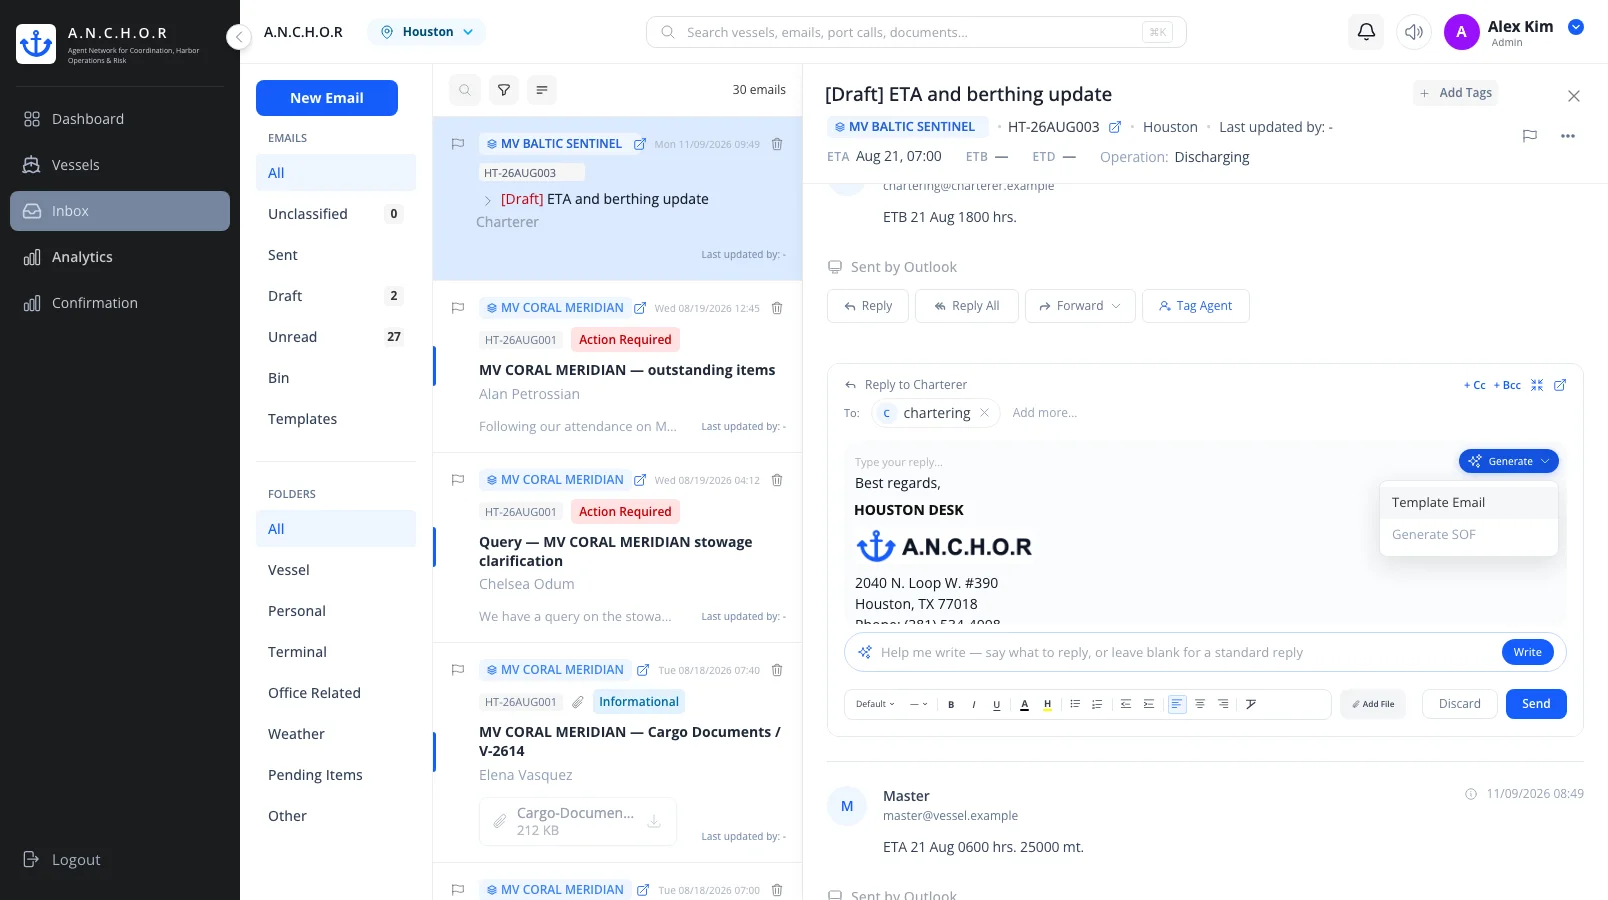 A.N.C.H.O.R
Agent Network for Coordination, Harbor
Operations & Risk
Dashboard
Vessels
Inbox
Analytics
Confirmation
Logout
A.N.C.H.O.R
Houston
Search vessels, emails, port calls, documents...
⌘K
A
Alex Kim
Admin
New Email
EMAILS
All
Unclassified 0
Sent
Draft 2
Unread 27
Bin
Templates
FOLDERS
All
Vessel
Personal
Terminal
Office Related
Weather
Pending Items
Other
30 emails
MV BALTIC SENTINEL Mon 11/09/2026 09:49
HT-26AUG003
[Draft] ETA and berthing update
Charterer
Last updated by: -
MV CORAL MERIDIAN Wed 08/19/2026 12:45
HT-26AUG001 Action Required
MV CORAL MERIDIAN — outstanding items
Alan Petrossian
Following our attendance on M... Last updated by: -
MV CORAL MERIDIAN Wed 08/19/2026 04:12
HT-26AUG001 Action Required
Query — MV CORAL MERIDIAN stowage
clarification
Chelsea Odum
We have a query on the stowa... Last updated by: -
MV CORAL MERIDIAN Tue 08/18/2026 07:40
HT-26AUG001 Informational
MV CORAL MERIDIAN — Cargo Documents /
V-2614
Elena Vasquez
Cargo-Documen...
212 KB
Last updated by: -
MV CORAL MERIDIAN Tue 08/18/2026 07:00
[Draft] ETA and berthing update
+ Add Tags
MV BALTIC SENTINEL • HT-26AUG003 • Houston • Last updated by: -
ETA Aug 21, 07:00 ETB — ETD — Operation: Discharging
chartering@charterer.example
ETB 21 Aug 1800 hrs.
Sent by Outlook
Reply
Reply All
Forward
Tag Agent
Reply to Charterer
+ Cc + Bcc
To: C chartering Add more...
Type your reply...
Generate
Template Email
Generate SOF
Best regards,
HOUSTON DESK
A.N.C.H.O.R
2040 N. Loop W. #390
Houston, TX 77018
Phone: (281) 534-4098
Help me write — say what to reply, or leave blank for a standard reply
Write
Default — B I U A H
Add File
Discard
Send
M
Master
11/09/2026 08:49
master@vessel.example
ETA 21 Aug 0600 hrs. 25000 mt.
Sent by Outlook